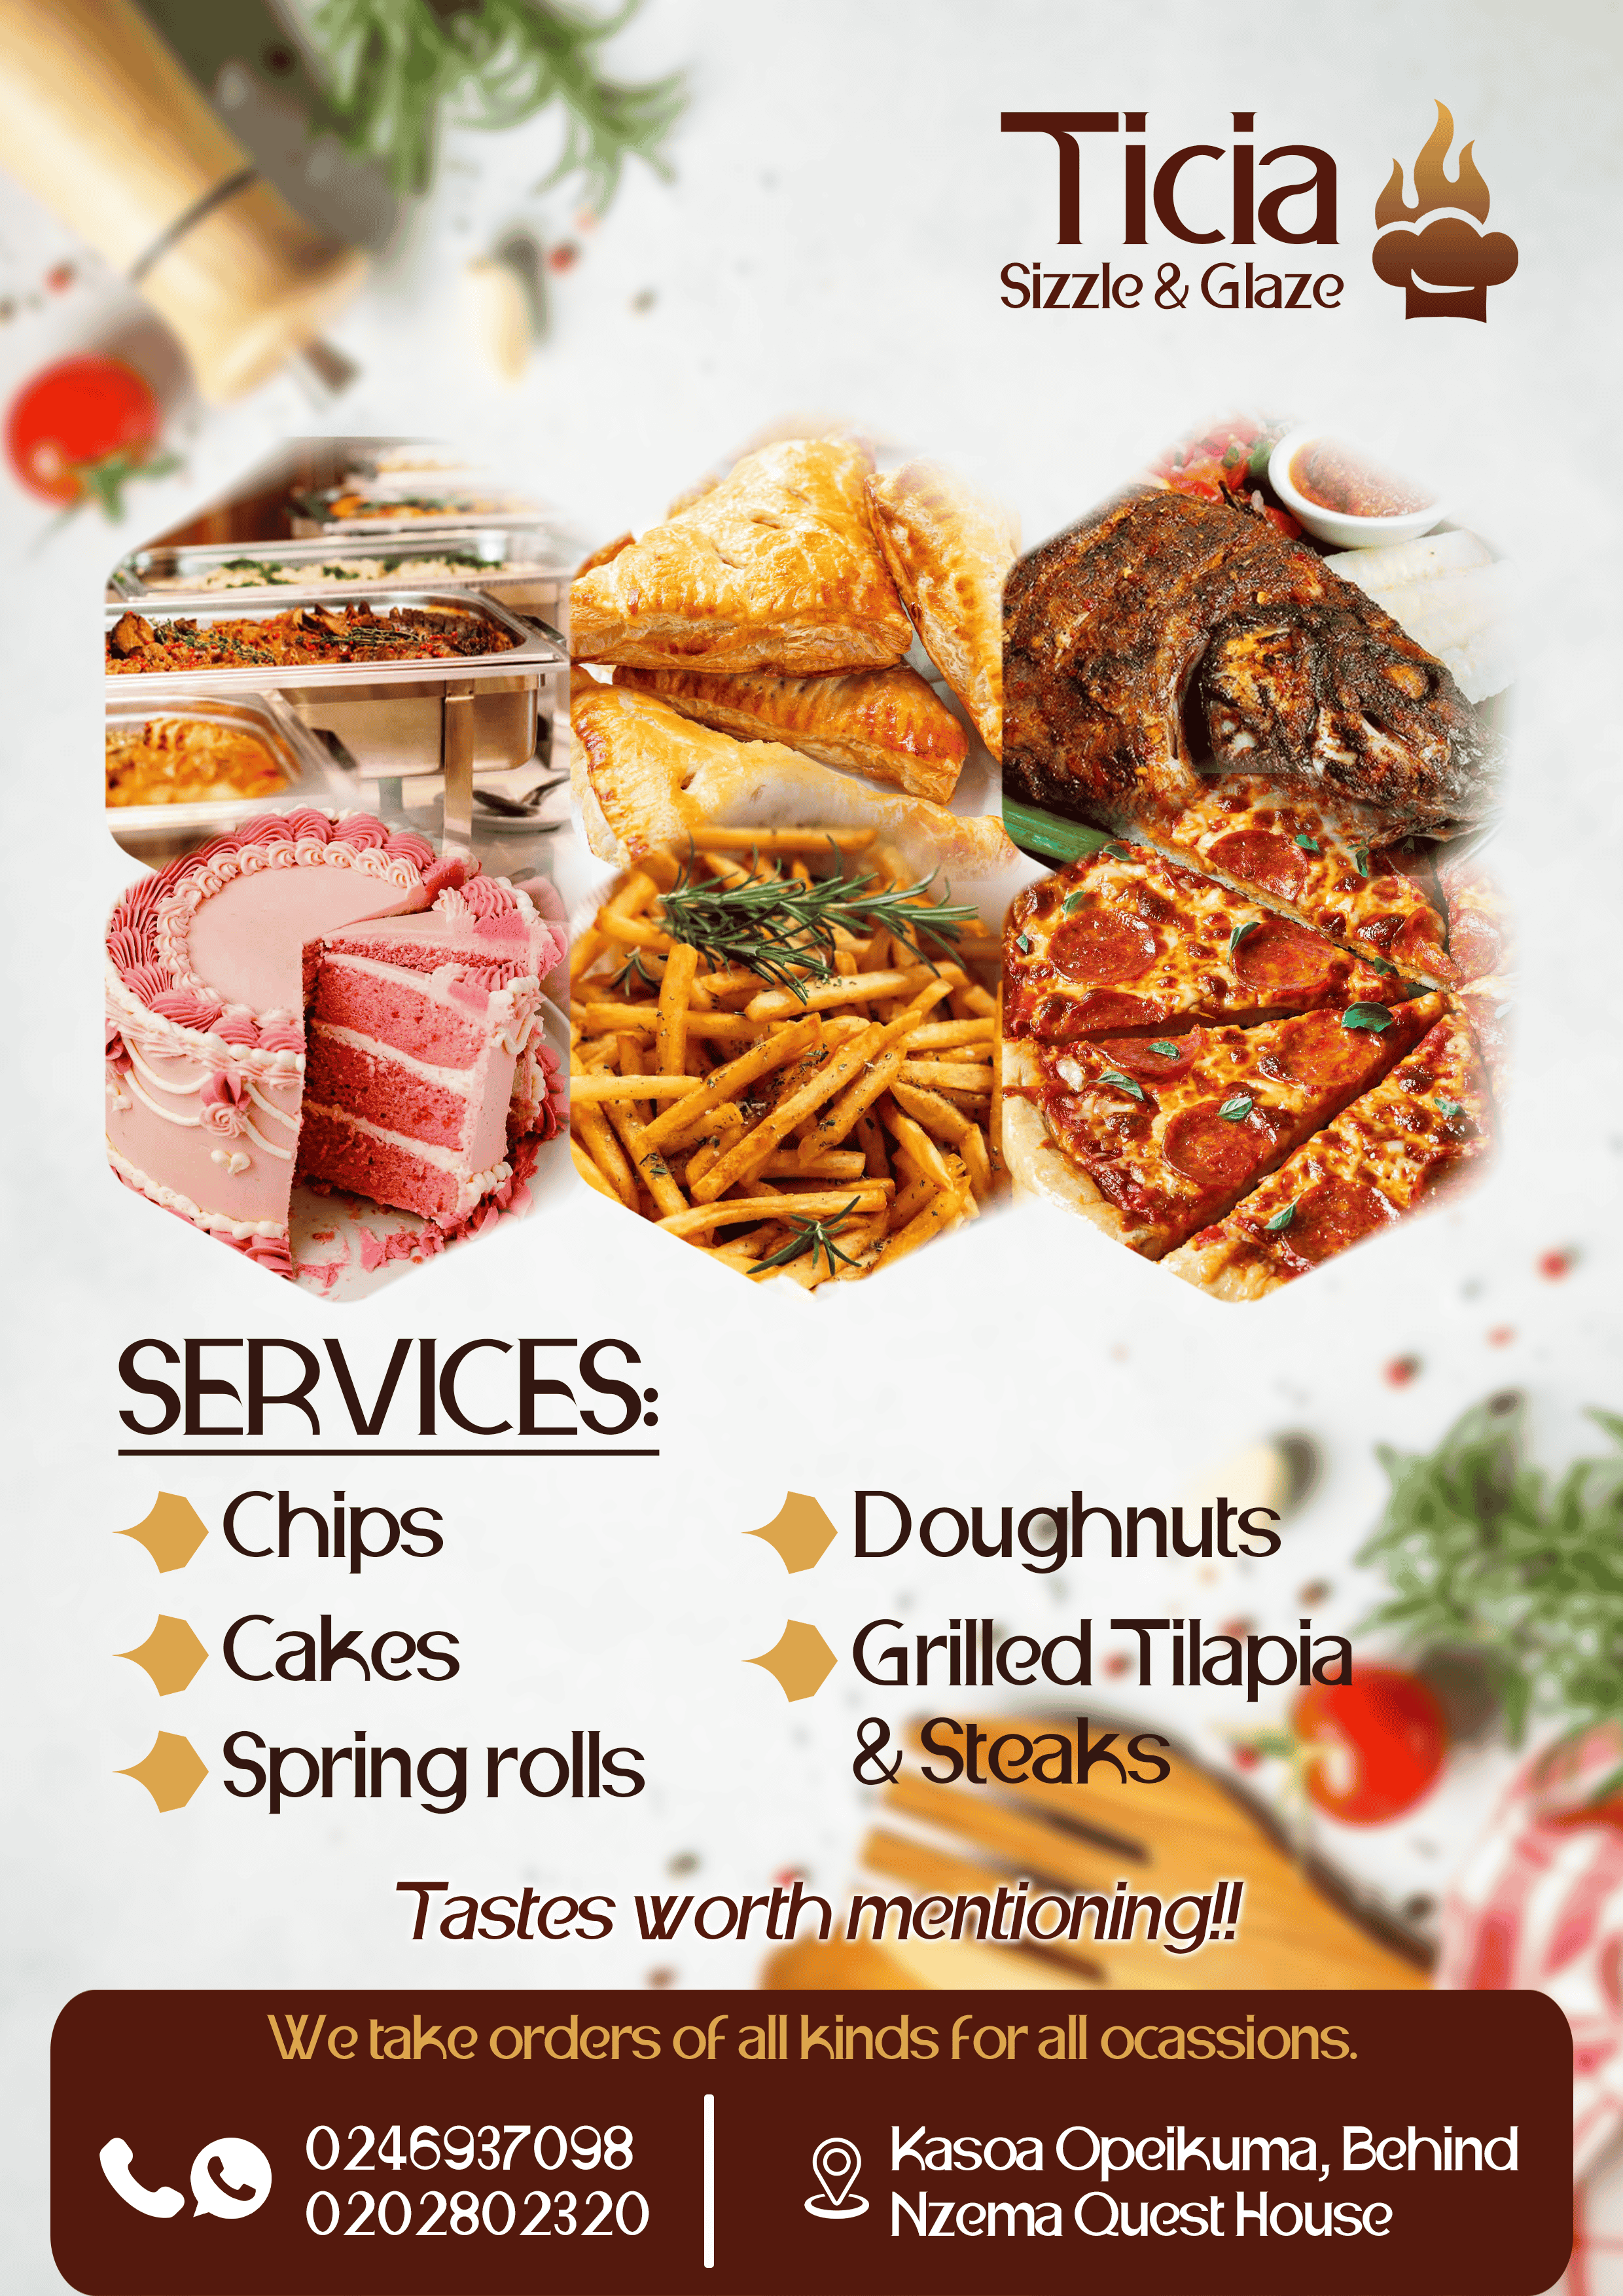 Ticia
Sizzle & Glaze
SERVICES:
Chips
Cakes
Spring rolls
Doughnuts
Grilled Tilapia
& Steaks
Tastes worth mentioning!!
We take orders of all kinds for all ocassions.
0246937098
0202802320
Kasoa Opeikuma, Behind
Nzema Quest House